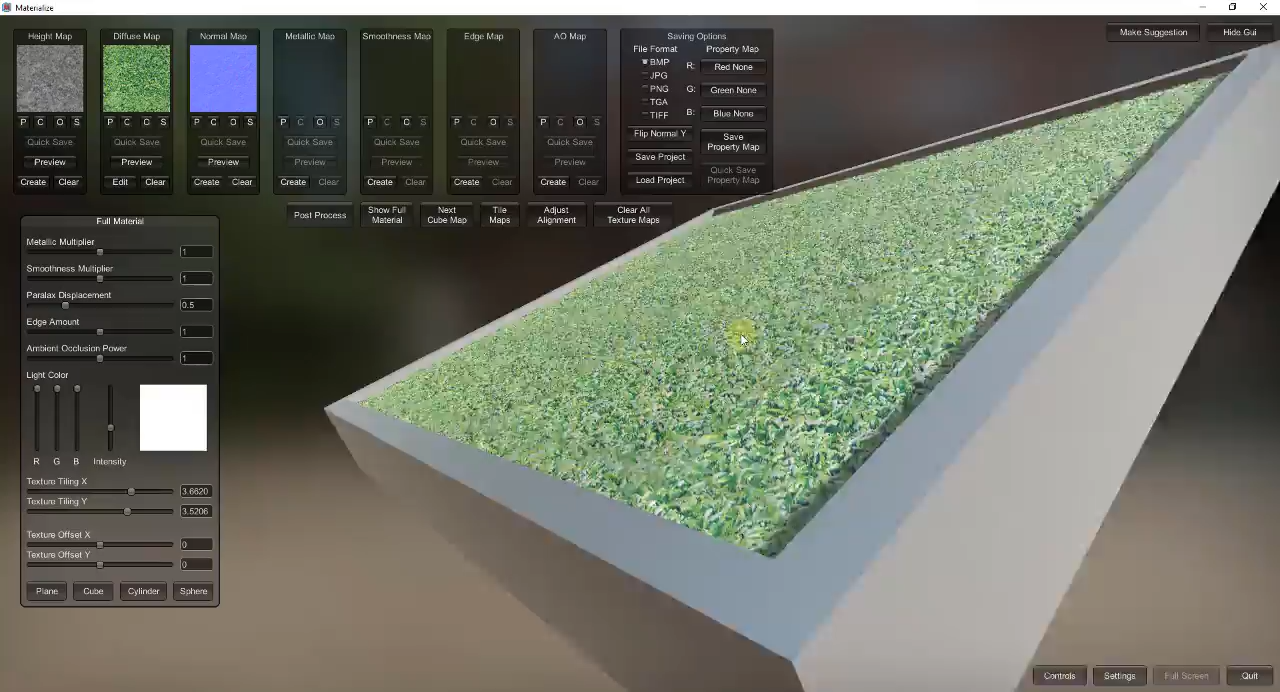 Materialize
Height Map
Diffuse Map
Normal Map
Metallic Map
Smoothness Map
Edge Map
AO Map
Saving Options
File Format
Property Map
BMP
JPG
PNG
TGA
TIFF
R: Red None
G: Green None
B: Blue None
Make Suggestion
Hide Gui
P C O S
P C O S
P C O S
P C O S
P C O S
P C O S
P C O S
Quick Save
Quick Save
Quick Save
Quick Save
Quick Save
Quick Save
Quick Save
Preview
Preview
Preview
Preview
Preview
Preview
Preview
Create Clear
Edit Clear
Create Clear
Create Clear
Create Clear
Create Clear
Create Clear
Flip Normal Y
Save Project
Load Project
Save
Property Map
Quick Save
Property Map
Post Process
Show Full
Material
Next
Cube Map
Tile
Maps
Adjust
Alignment
Clear All
Texture Maps
Full Material
Metallic Multiplier
1
Smoothness Multiplier
1
Paralax Displacement
0.5
Edge Amount
1
Ambient Occlusion Power
1
Light Color
R G B Intensity
Texture Tiling X
3.6620
Texture Tiling Y
3.5206
Texture Offset X
0
Texture Offset Y
0
Plane Cube Cylinder Sphere
Controls Settings Full Screen Quit